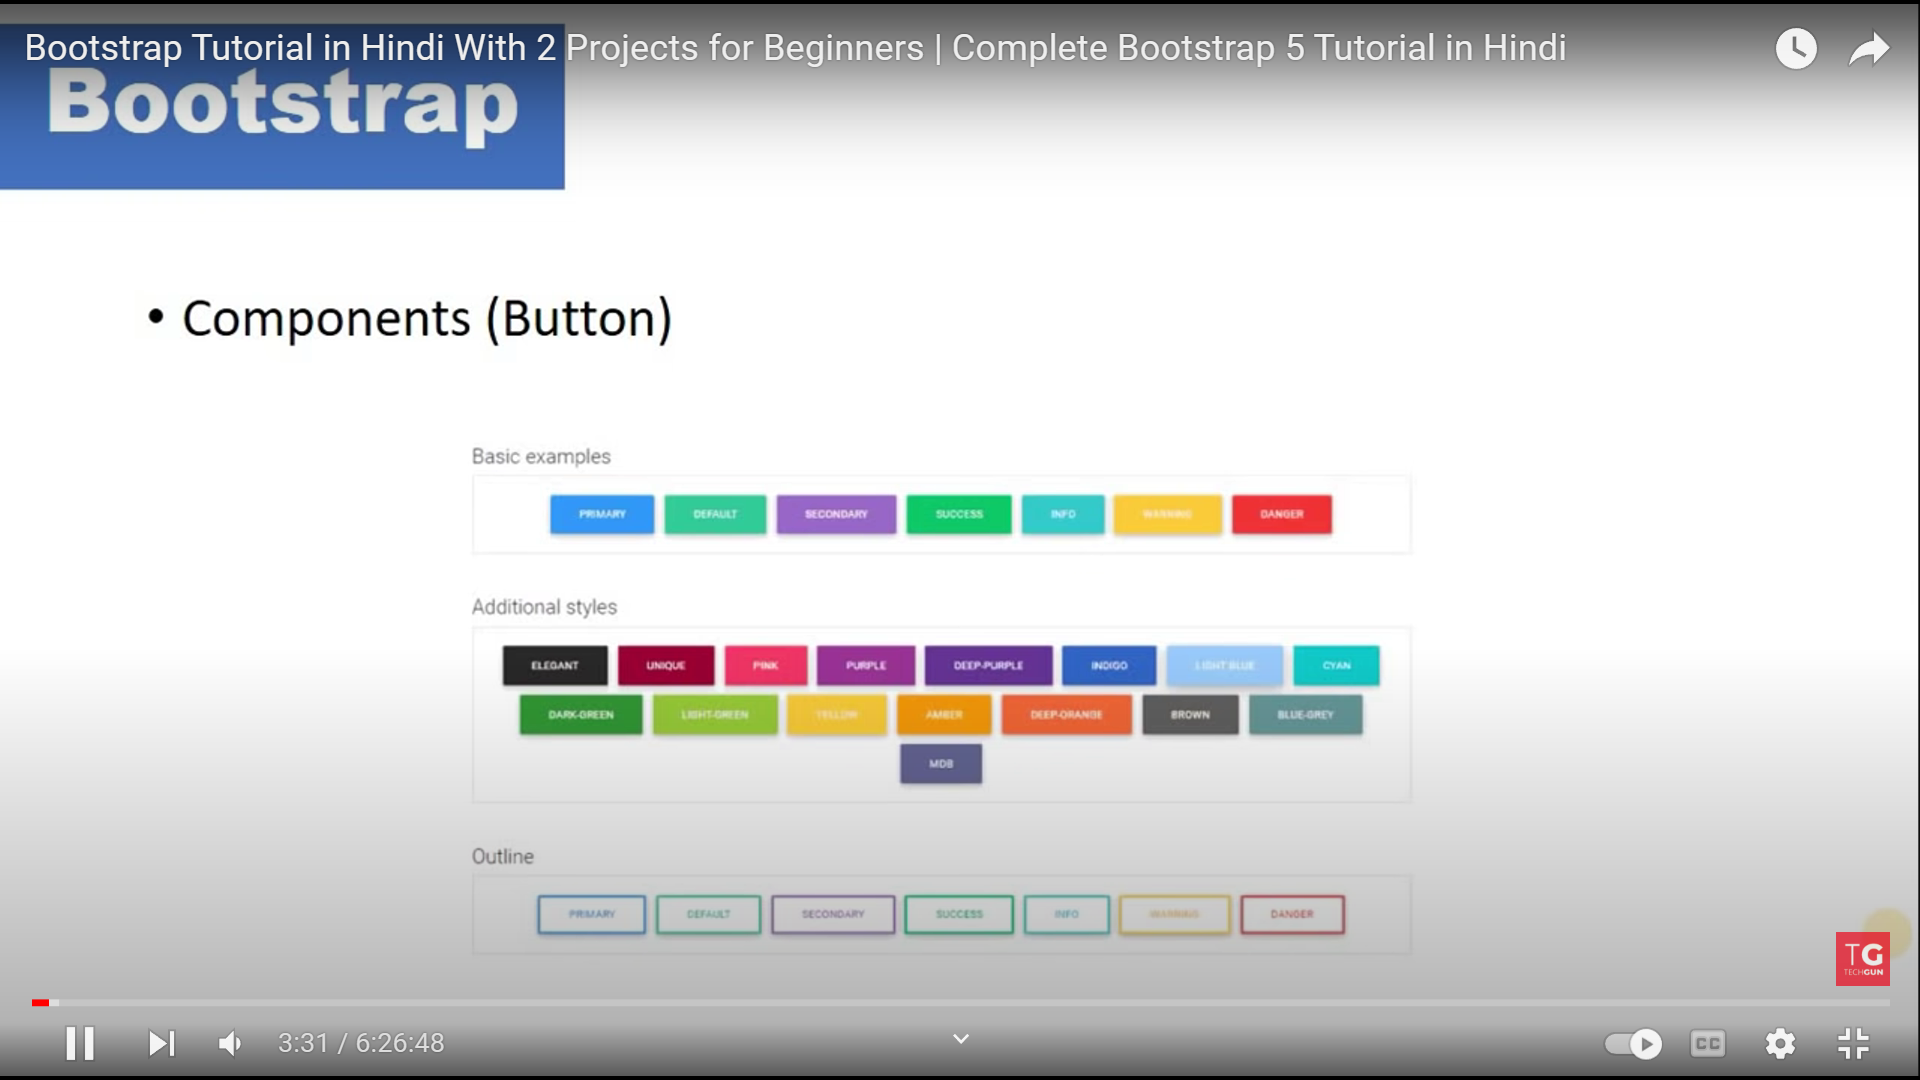 Bootstrap Tutorial in Hindi With 2 Projects for Beginners | Complete Bootstrap 5 Tutorial in Hindi
Bootstrap
• Components (Button)
Basic examples
PRIMARY DEFAULT SECONDARY SUCCESS INFO WARNING DANGER
Additional styles
ELEGANT UNIQUE PINK PURPLE DEEP-PURPLE INDIGO LIGHT BLUE CYAN
DARK-GREEN LIGHT-GREEN YELLOW AMBER DEEP-ORANGE BROWN BLUE-GREY
MDB
Outline
PRIMARY DEFAULT SECONDARY SUCCESS INFO WARNING DANGER
TG
TECHGUN
3:31 / 6:26:48
CC